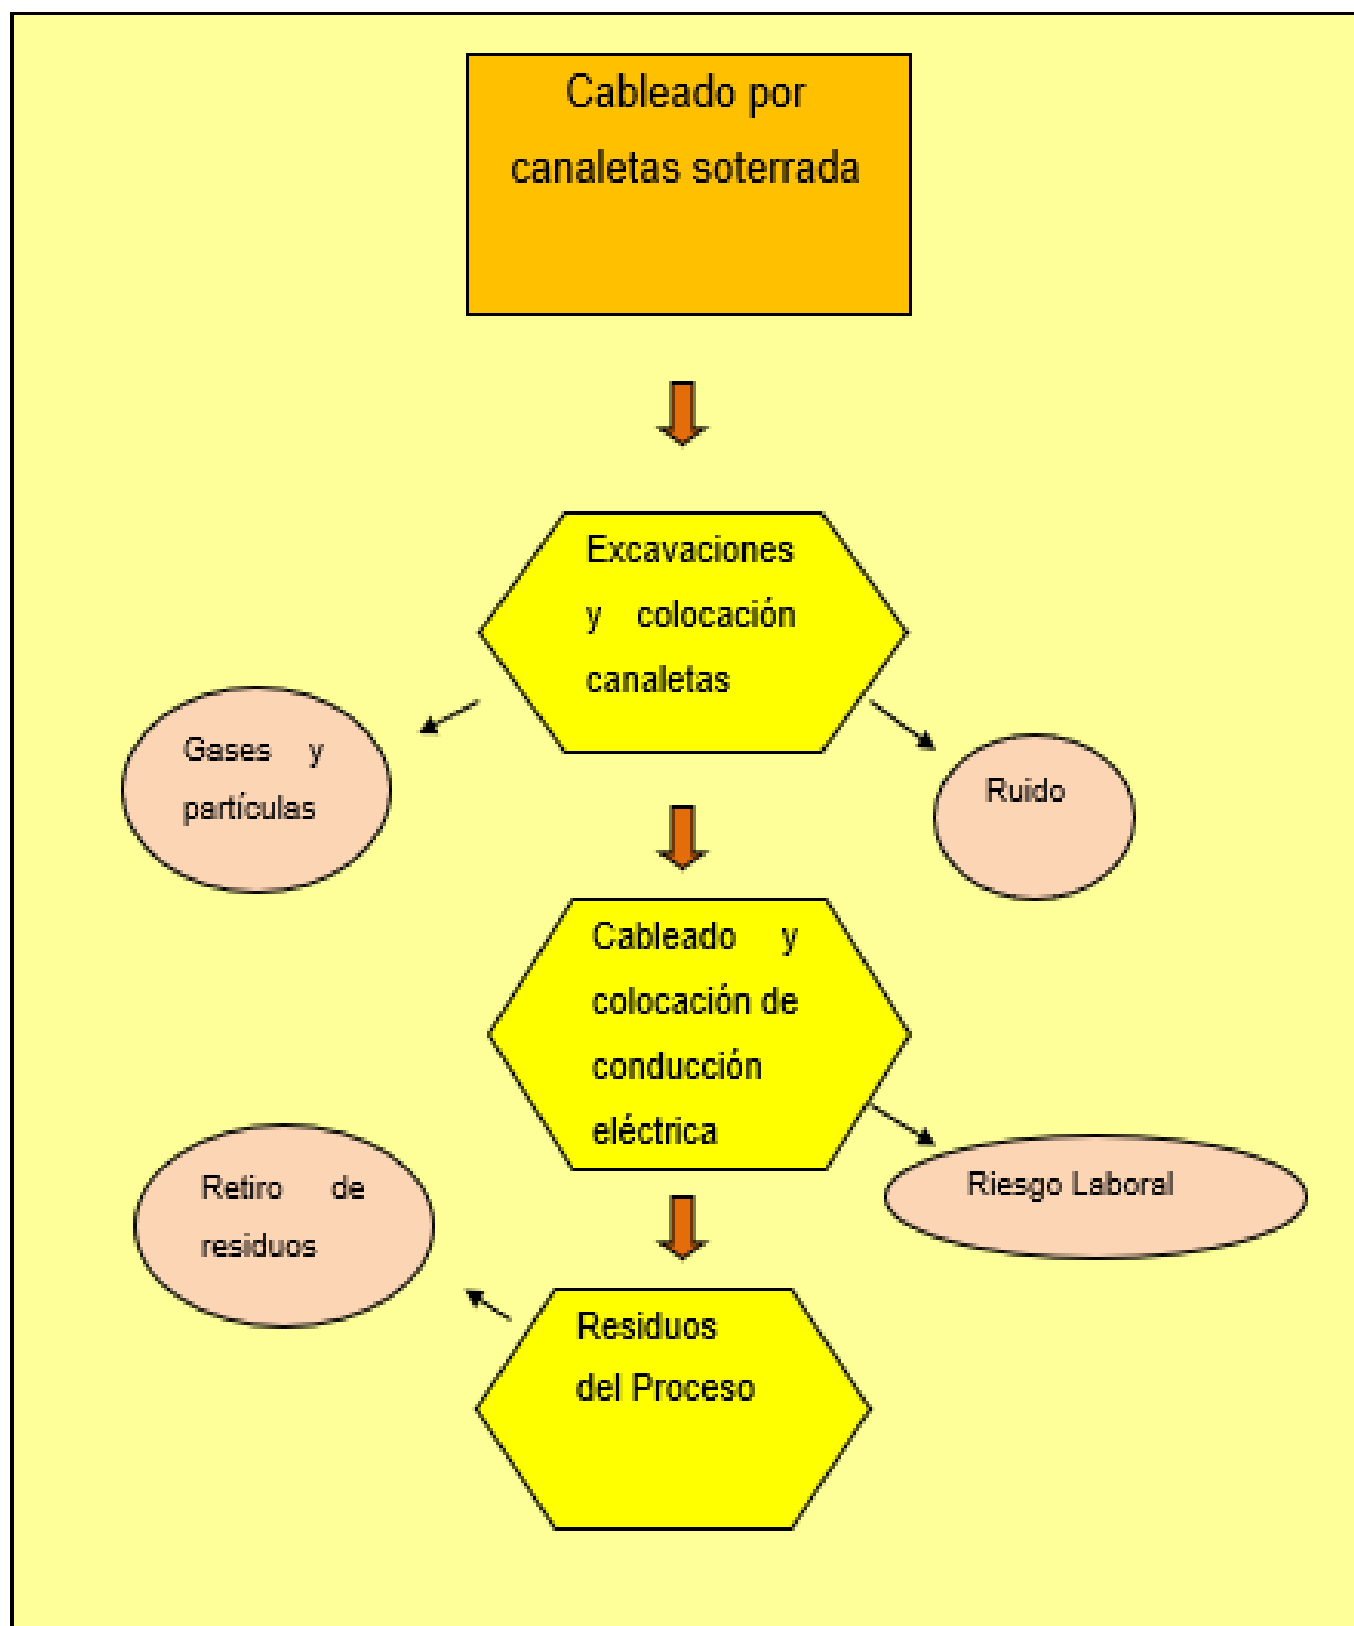 Cableado por
canaletas soterrada
Excavaciones
y colocación
canaletas
Gases y
partículas
Ruido
Cableado y
colocación de
conducción
eléctrica
Riesgo Laboral
Retiro de
residuos
Residuos
del Proceso